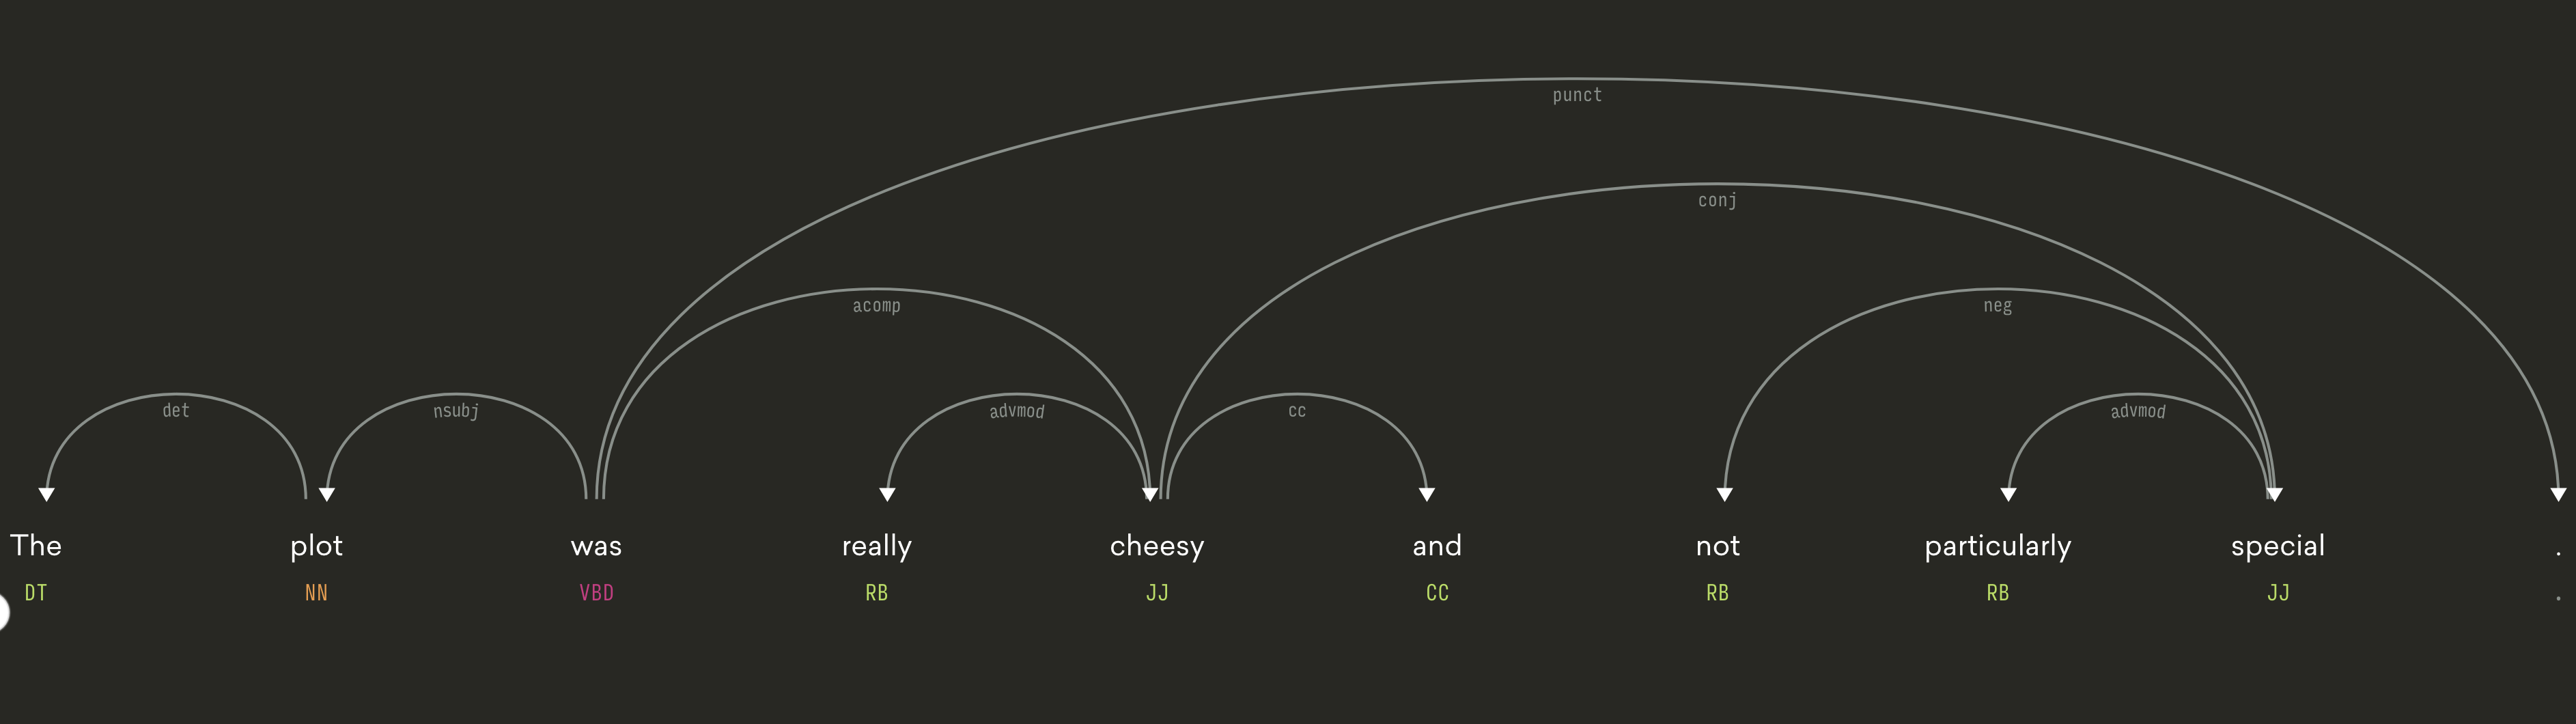 punct
conj
acomp neg
det nsubj advmod cc advmod
The plot was really cheesy and not particularly special .
DT NN VBD RB JJ CC RB RB JJ .